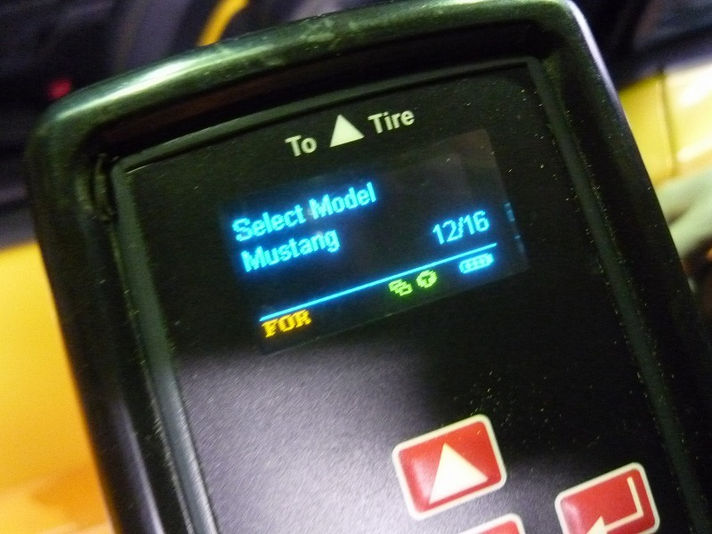 To Tire
Select Model
Mustang 12/16
FOR